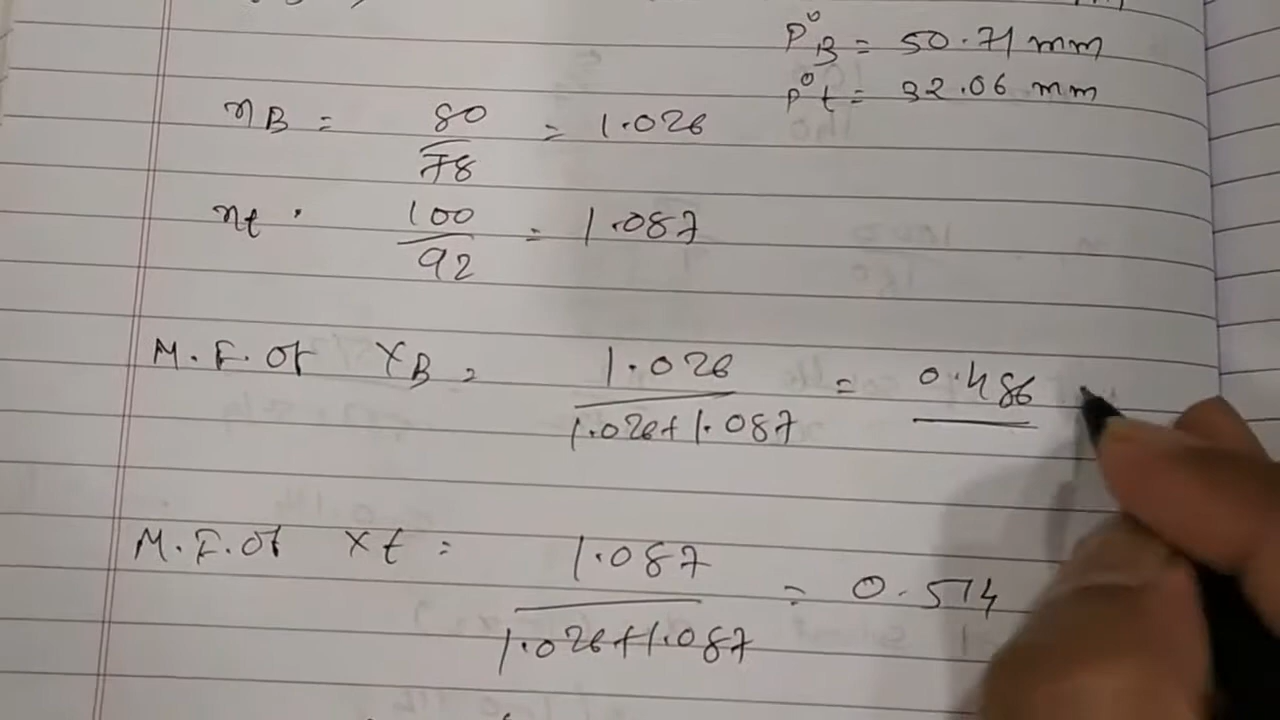 P°B = 50.71 mm
P°t = 32.06 mm
nB = 80/78 = 1.026
nt · 100/92 = 1.087
M.F. of XB = 1.026/1.026+1.087 = 0.486
M.F. of Xt = 1.087/1.026+1.087 = 0.514